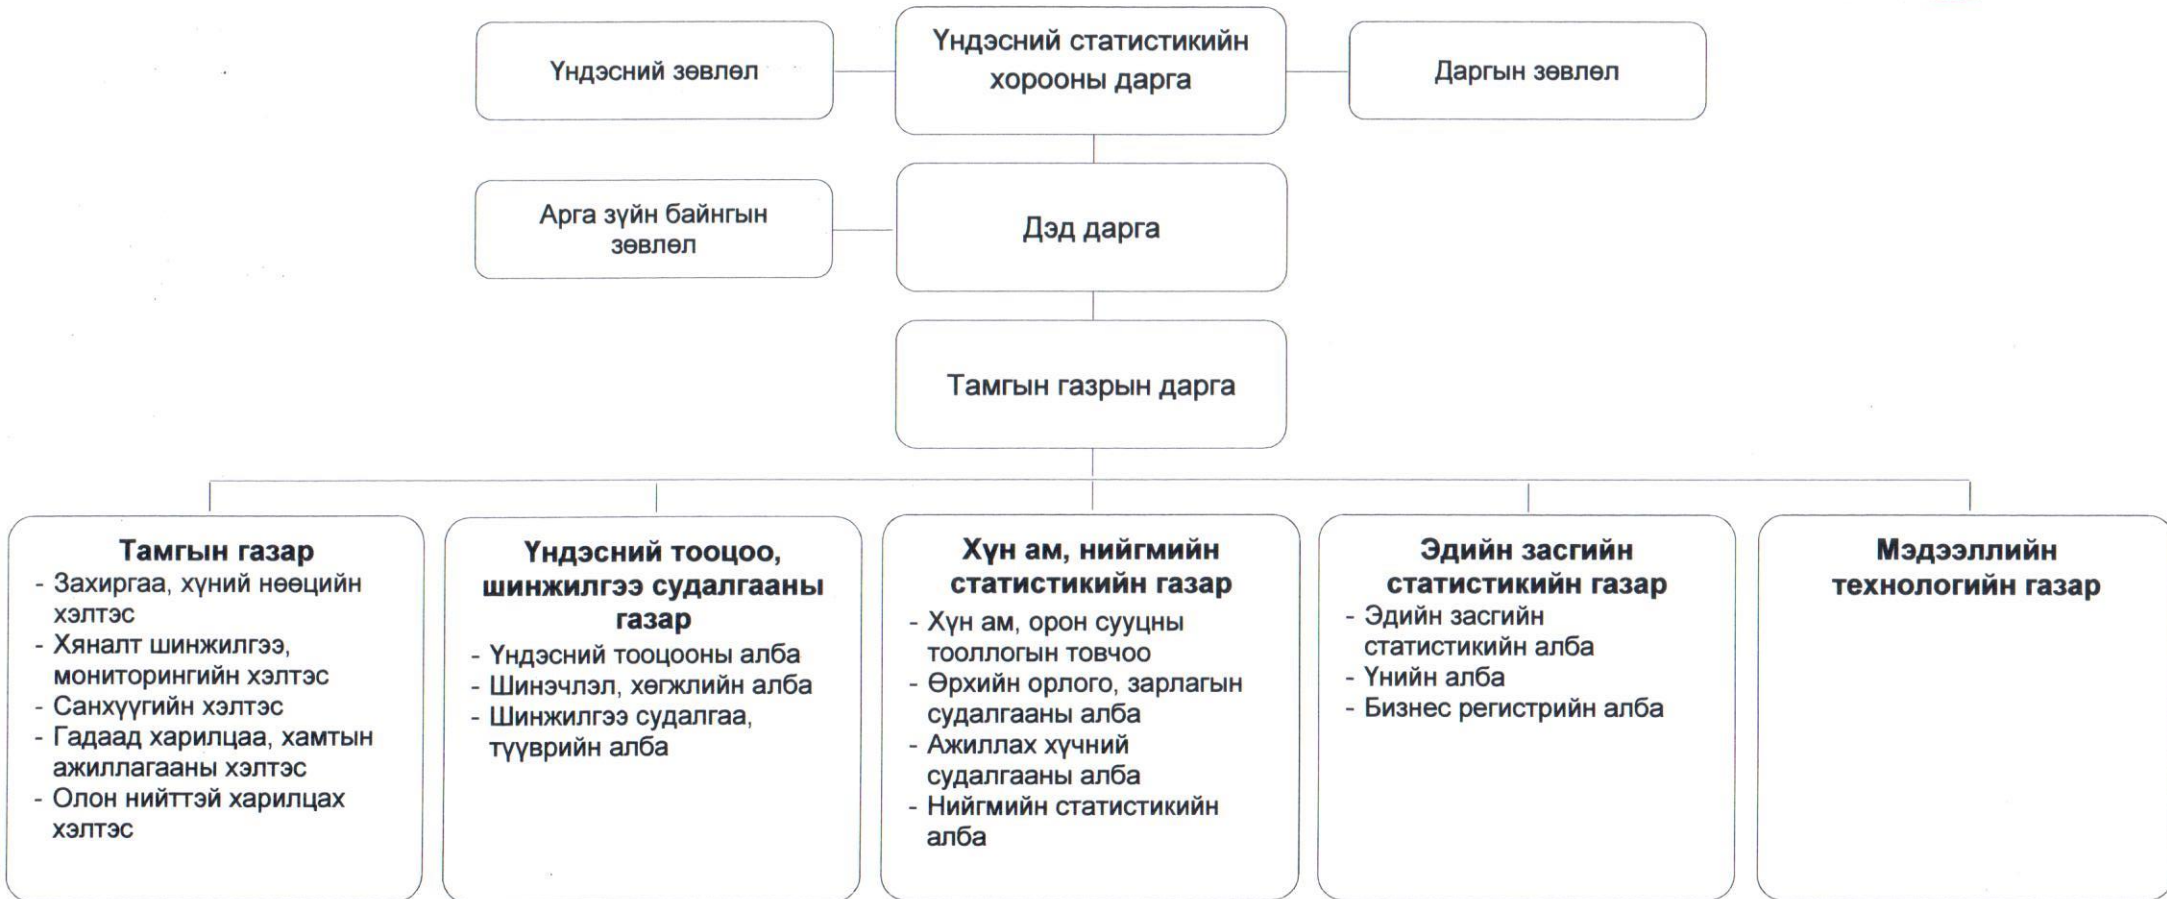 Үндэсний зөвлөл
Үндэсний статистикийн
хорооны дарга
Даргын зөвлөл
Арга зүйн байнгын
зөвлөл
Дэд дарга
Тамгын газрын дарга
Тамгын газар
- Захиргаа, хүний нөөцийн
хэлтэс
- Хяналт шинжилгээ,
мониторингийн хэлтэс
- Санхүүгийн хэлтэс
- Гадаад харилцаа, хамтын
ажиллагааны хэлтэс
- Олон нийттэй харилцах
хэлтэс
Үндэсний тооцоо,
шинжилгээ судалгааны
газар
- Үндэсний тооцооны алба
- Шинэчлэл, хөгжлийн алба
- Шинжилгээ судалгаа,
түүврийн алба
Хүн ам, нийгмийн
статистикийн газар
- Хүн ам, орон сууцны
тооллогын товчоо
- Өрхийн орлого, зарлагын
судалгааны алба
- Ажиллах хүчний
судалгааны алба
- Нийгмийн статистикийн
алба
Эдийн засгийн
статистикийн газар
- Эдийн засгийн
статистикийн алба
- Үнийн алба
- Бизнес регистрийн алба
Мэдээллийн
технологийн газар